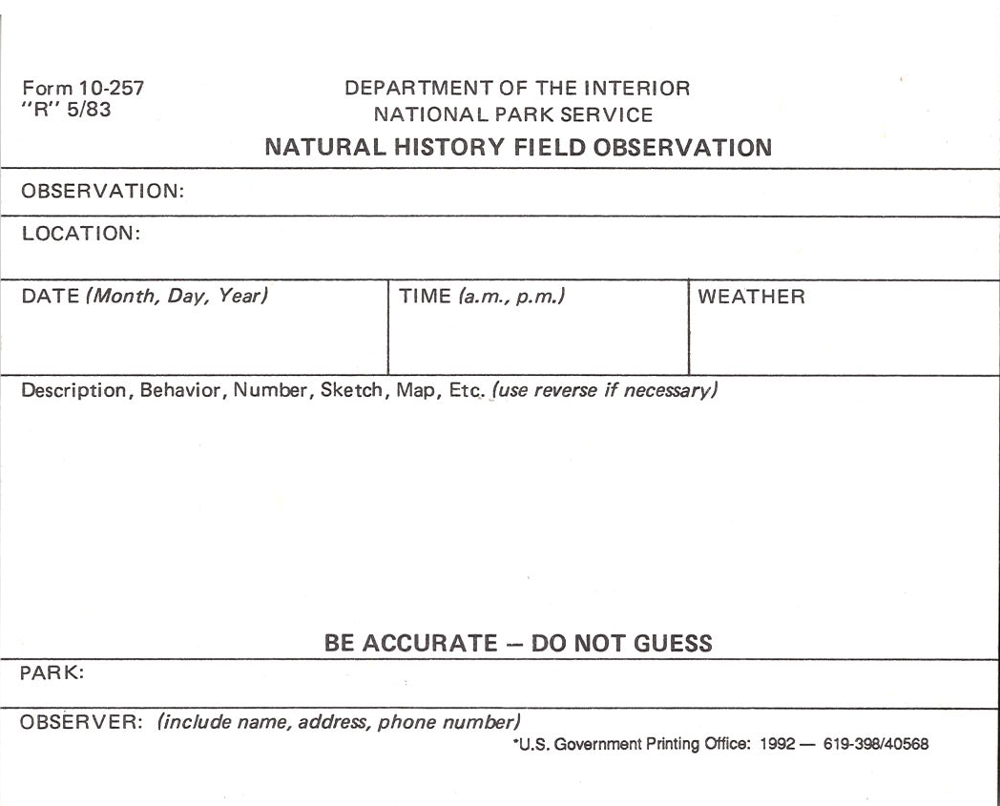 Form 10-257
"R" 5/83
DEPARTMENT OF THE INTERIOR
NATIONAL PARK SERVICE
NATURAL HISTORY FIELD OBSERVATION
OBSERVATION:
LOCATION:
DATE (Month, Day, Year)
TIME (a.m., p.m.)
WEATHER
Description, Behavior, Number, Sketch, Map, Etc. (use reverse if necessary)
BE ACCURATE — DO NOT GUESS
PARK:
OBSERVER: (include name, address, phone number)
*U.S. Government Printing Office: 1992 — 619-398/40568